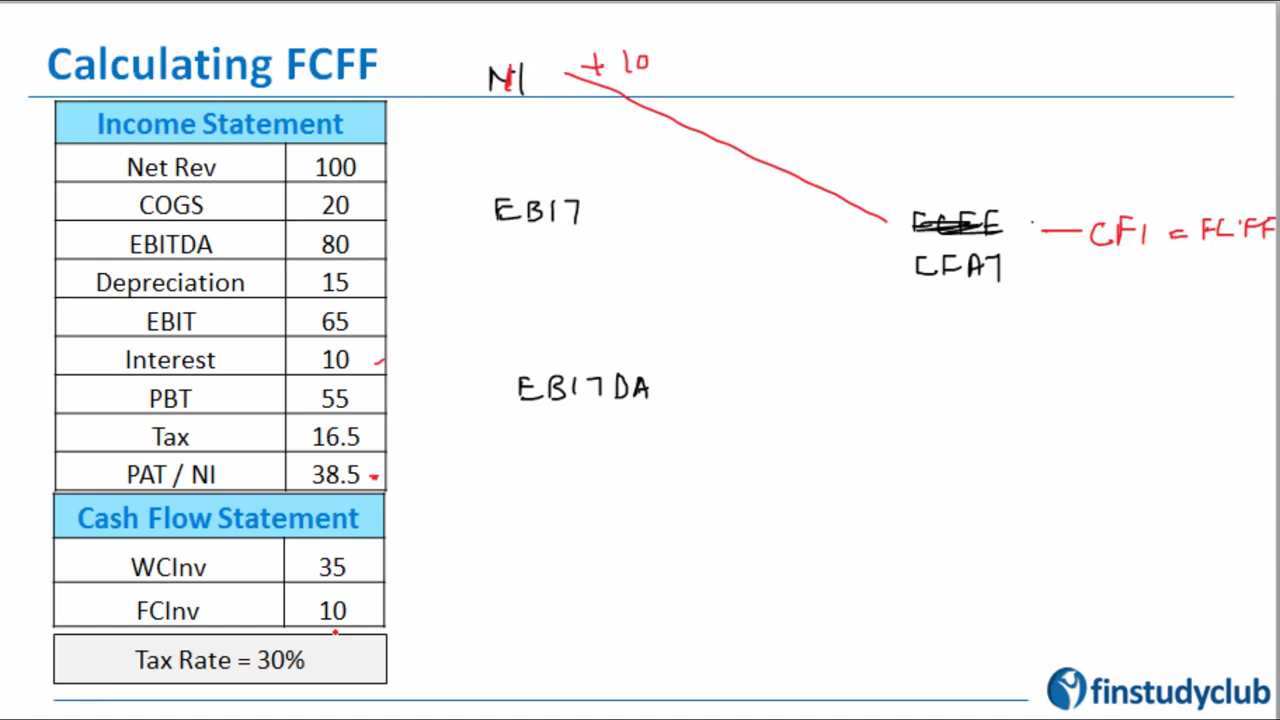 Calculating FCFF
NI + 10
Income Statement
Net Rev 100
COGS 20
EBITDA 80
Depreciation 15
EBIT 65
Interest 10
PBT 55
Tax 16.5
PAT / NI 38.5
Cash Flow Statement
WCInv 35
FCInv 10
Tax Rate = 30%
EBIT
EBITDA
FCFF - CFI = FCFF
CFAT
finstudyclub